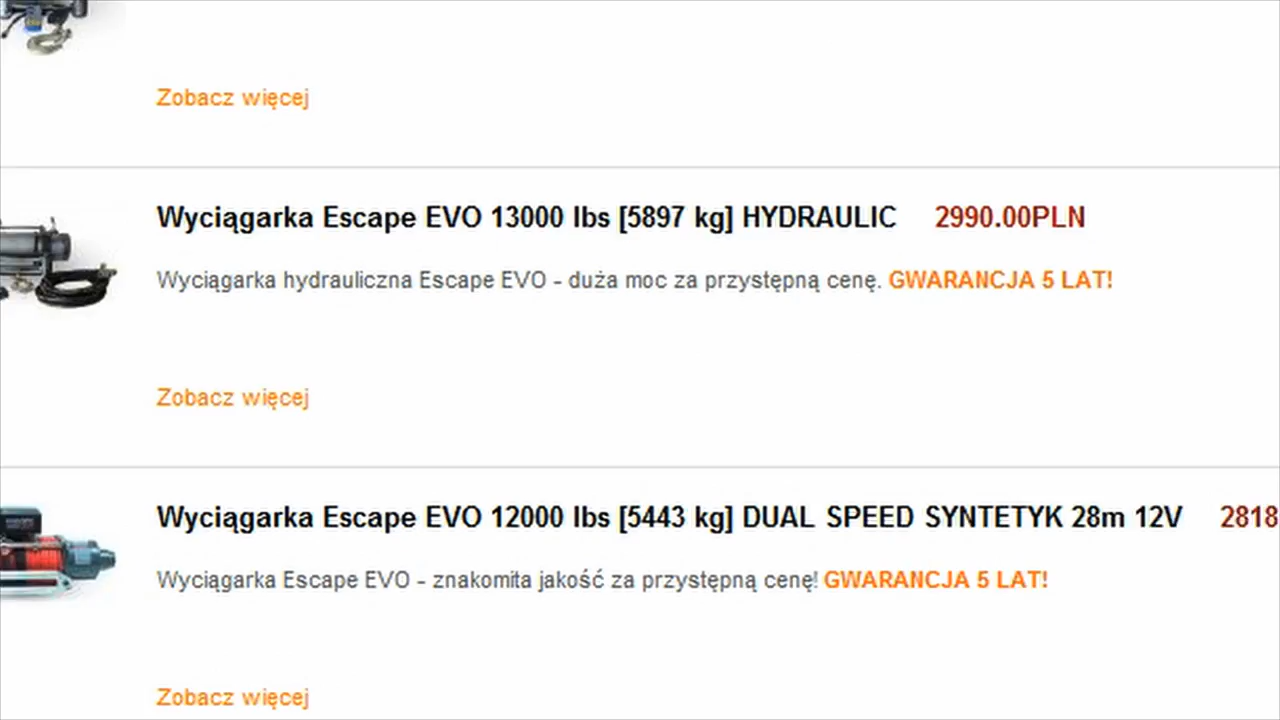 Zobacz więcej
Wyciągarka Escape EVO 13000 lbs [5897 kg] HYDRAULIC 2990.00PLN
Wyciągarka hydrauliczna Escape EVO - duża moc za przystępną cenę. GWARANCJA 5 LAT!
Zobacz więcej
Wyciągarka Escape EVO 12000 lbs [5443 kg] DUAL SPEED SYNTETYK 28m 12V 2818
Wyciągarka Escape EVO - znakomita jakość za przystępną cenę! GWARANCJA 5 LAT!
Zobacz więcej